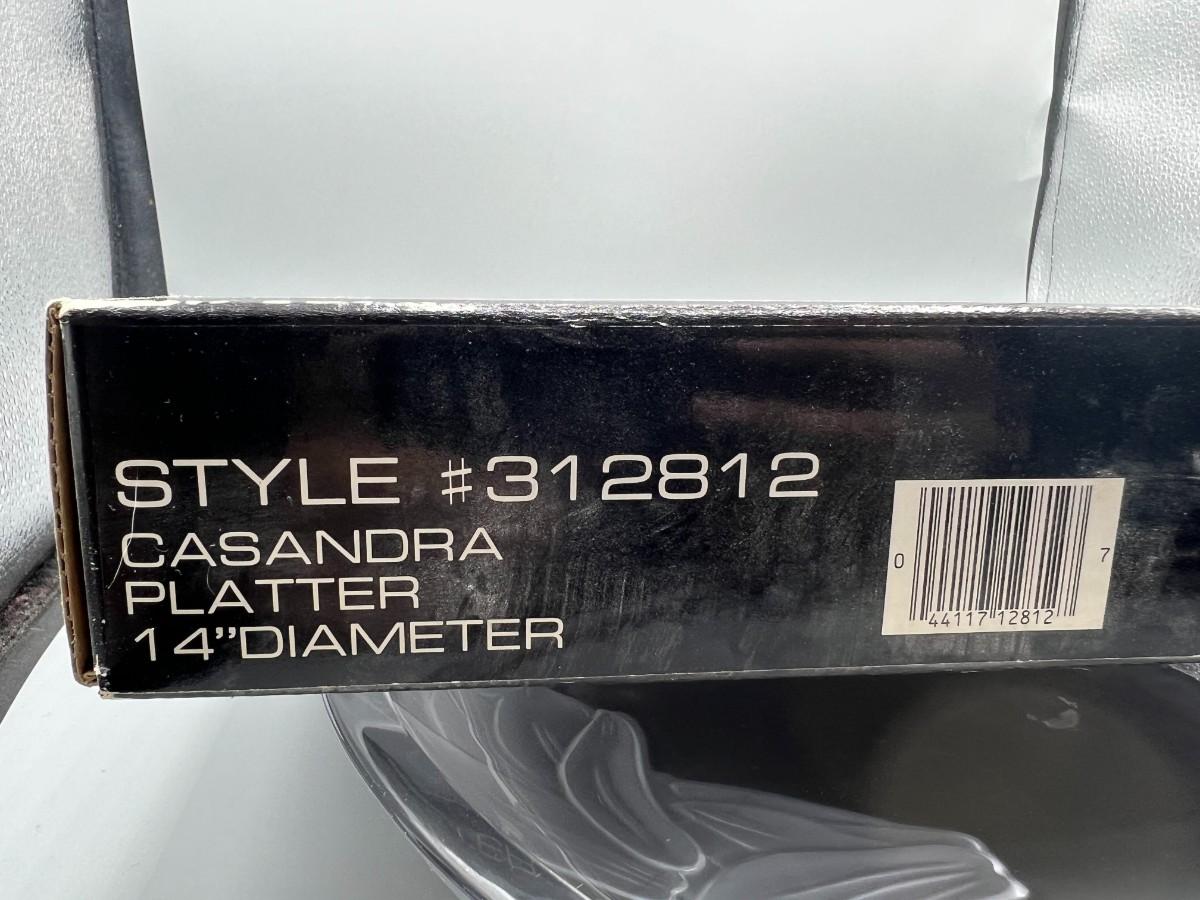 STYLE #312812
CASANDRA
PLATTER
14”DIAMETER
0 44117 12812 7